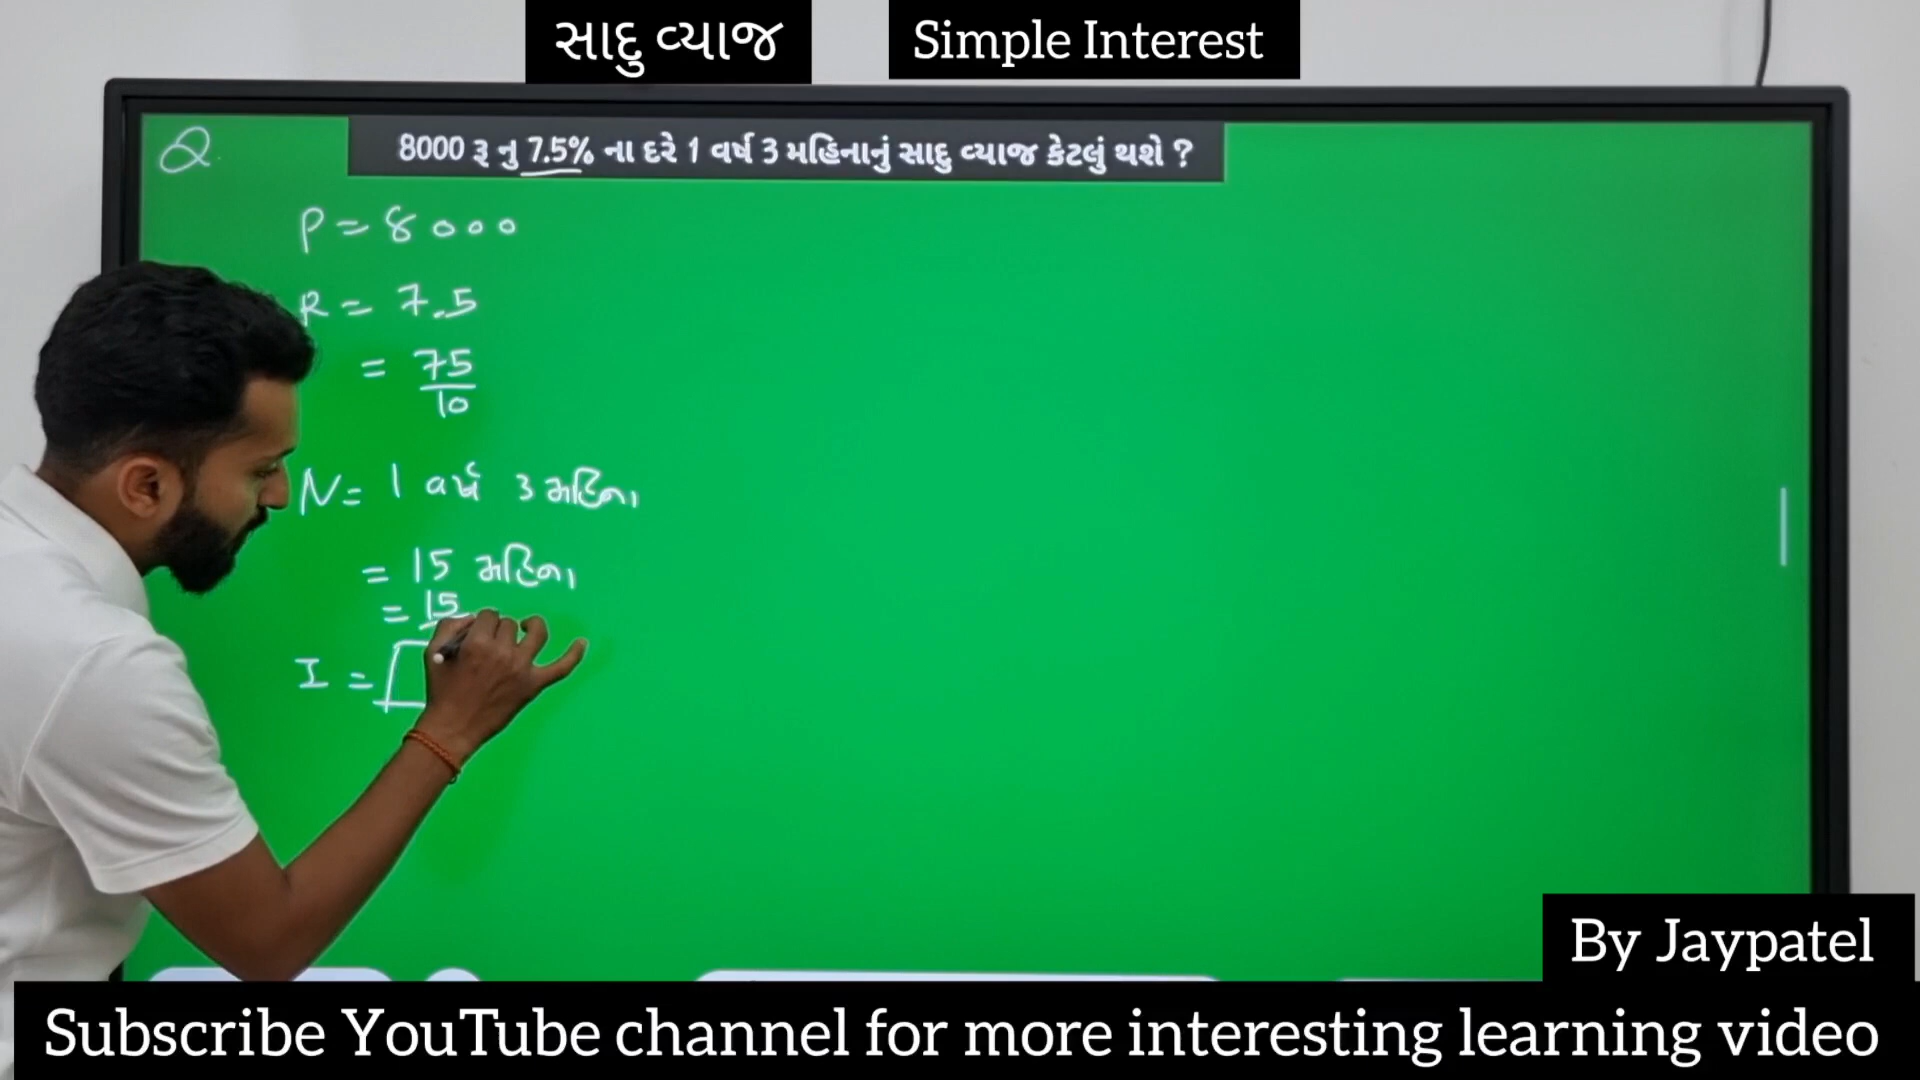 સાદુ વ્યાજ
Simple Interest
Q.
8000 રૂ નુ 7.5% ના દરે 1 વર્ષ 3 મહિનાનું સાદુ વ્યાજ કેટલું થશે ?
P = 8000
R = 7.5
= 75/10
N = 1 વર્ષ 3 મહિના
= 15 મહિના
= 15
I =
By Jaypatel
Subscribe YouTube channel for more interesting learning video